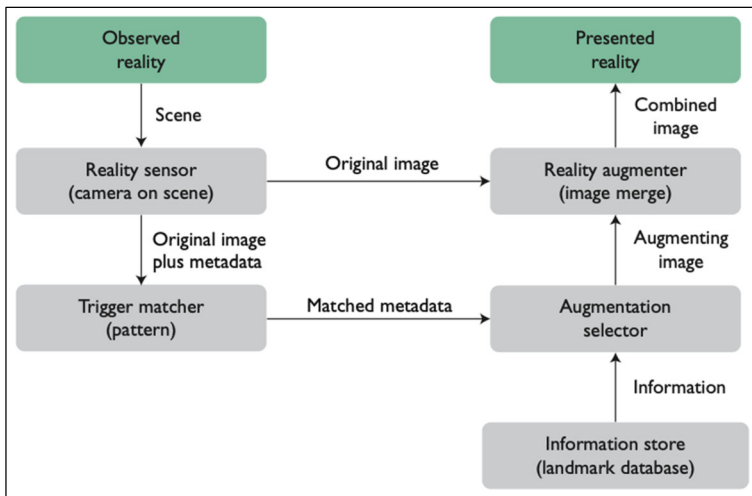 Observed
reality
Presented
reality
Scene
Combined
image
Reality sensor
(camera on scene)
Original image
Reality augmenter
(image merge)
Original image
plus metadata
Augmenting
image
Trigger matcher
(pattern)
Matched metadata
Augmentation
selector
Information
Information store
(landmark database)